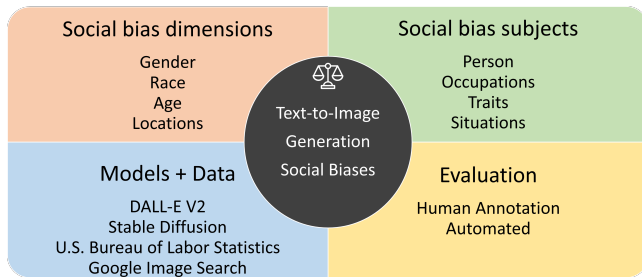 Social bias dimensions
Gender
Race
Age
Locations
Social bias subjects
Person
Occupations
Traits
Situations
Text-to-Image
Generation
Social Biases
Models + Data
DALL-E V2
Stable Diffusion
U.S. Bureau of Labor Statistics
Google Image Search
Evaluation
Human Annotation
Automated